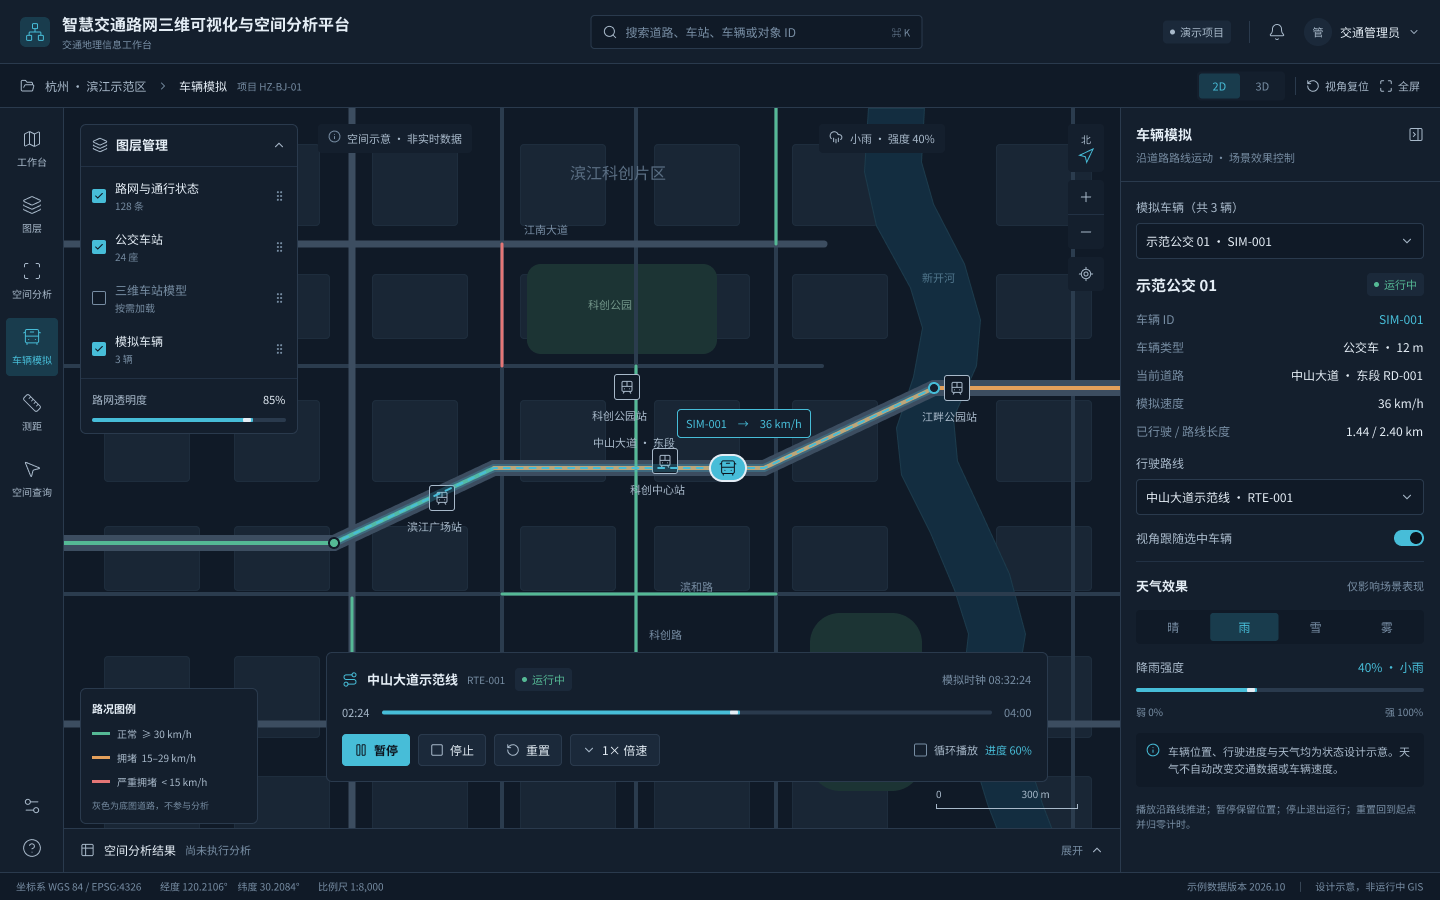 智慧交通路网三维可视化与空间分析平台
交通地理信息工作台
搜索道路、车站、车辆或对象 ID
⌘ K
演示项目
管
交通管理员
杭州 · 滨江示范区
车辆模拟
项目 HZ-BJ-01
2D
3D
视角复位
全屏
工作台
图层
空间分析
车辆模拟
测距
空间查询
图层管理
路网与通行状态
128 条
公交车站
24 座
三维车站模型
按需加载
模拟车辆
3 辆
路网透明度
85%
空间示意 · 非实时数据
小雨 · 强度 40%
北
滨江科创片区
江南大道
新开河
科创公园
科创公园站
中山大道 · 东段
SIM-001 → 36 km/h
江畔公园站
科创中心站
滨江广场站
滨和路
科创路
路况图例
正常 ≥ 30 km/h
拥堵 15–29 km/h
严重拥堵 < 15 km/h
灰色为底图道路，不参与分析
中山大道示范线
RTE-001
运行中
模拟时钟 08:32:24
02:24
04:00
暂停
停止
重置
1× 倍速
循环播放
进度 60%
0
300 m
空间分析结果
尚未执行分析
展开
车辆模拟
沿道路路线运动 · 场景效果控制
模拟车辆（共 3 辆）
示范公交 01 · SIM-001
示范公交 01
运行中
车辆 ID
SIM-001
车辆类型
公交车 · 12 m
当前道路
中山大道 · 东段 RD-001
模拟速度
36 km/h
已行驶 / 路线长度
1.44 / 2.40 km
行驶路线
中山大道示范线 · RTE-001
视角跟随选中车辆
天气效果
仅影响场景表现
晴
雨
雪
雾
降雨强度
40% · 小雨
弱 0%
强 100%
车辆位置、行驶进度与天气均为状态设计示意。天
气不自动改变交通数据或车辆速度。
播放沿路线推进；暂停保留位置；停止退出运行；重置回到起点
并归零计时。
坐标系 WGS 84 / EPSG:4326
经度 120.2106°
纬度 30.2084°
比例尺 1:8,000
示例数据版本 2026.10
设计示意，非运行中 GIS